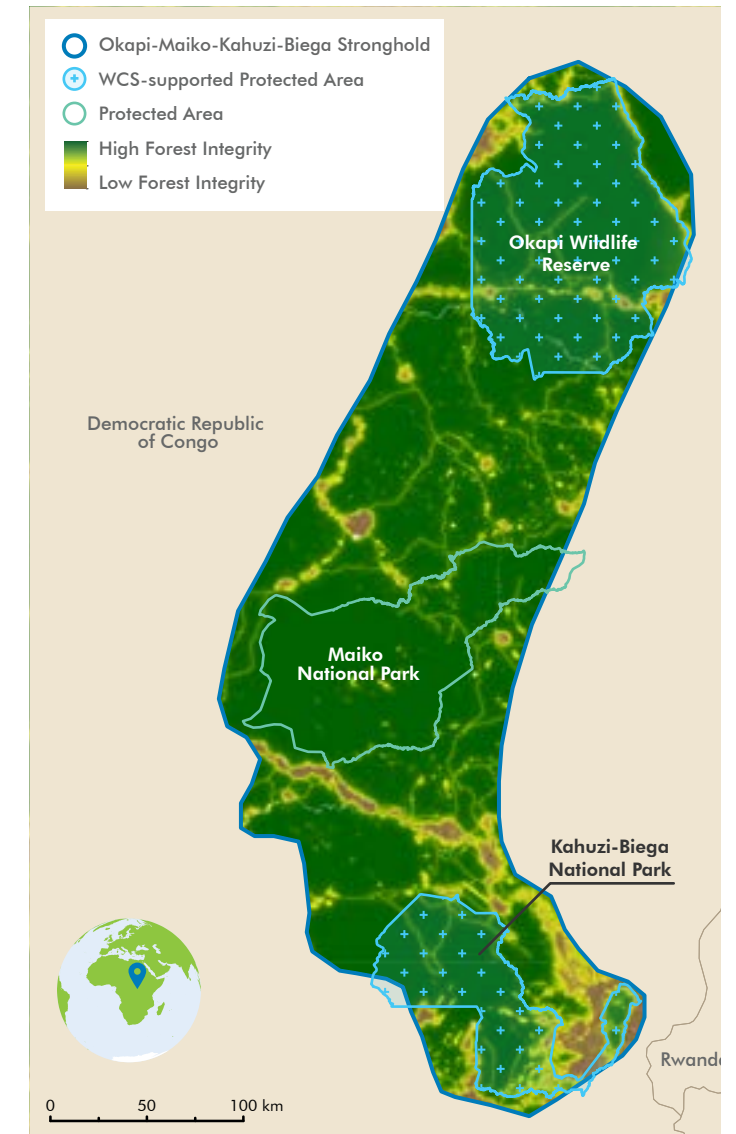 Okapi-Maiko-Kahuzi-Biega Stronghold
WCS-supported Protected Area
Protected Area
High Forest Integrity
Low Forest Integrity
Okapi Wildlife
Reserve
Democratic Republic
of Congo
Maiko
National Park
Kahuzi-Biega
National Park
Rwand
0 50 100 km